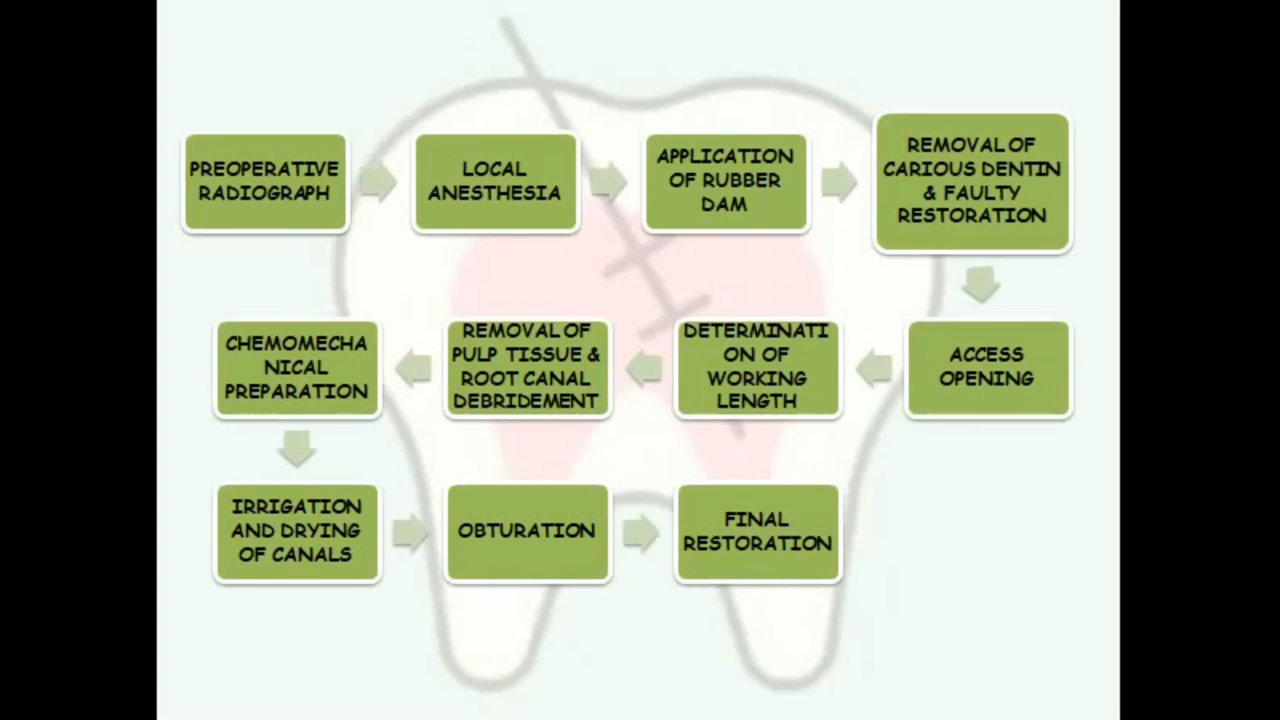 PREOPERATIVE
RADIOGRAPH
LOCAL
ANESTHESIA
APPLICATION
OF RUBBER
DAM
REMOVAL OF
CARIOUS DENTIN
& FAULTY
RESTORATION
ACCESS
OPENING
DETERMINATI
ON OF
WORKING
LENGTH
REMOVAL OF
PULP TISSUE &
ROOT CANAL
DEBRIDEMENT
CHEMOMECHA
NICAL
PREPARATION
IRRIGATION
AND DRYING
OF CANALS
OBTURATION
FINAL
RESTORATION